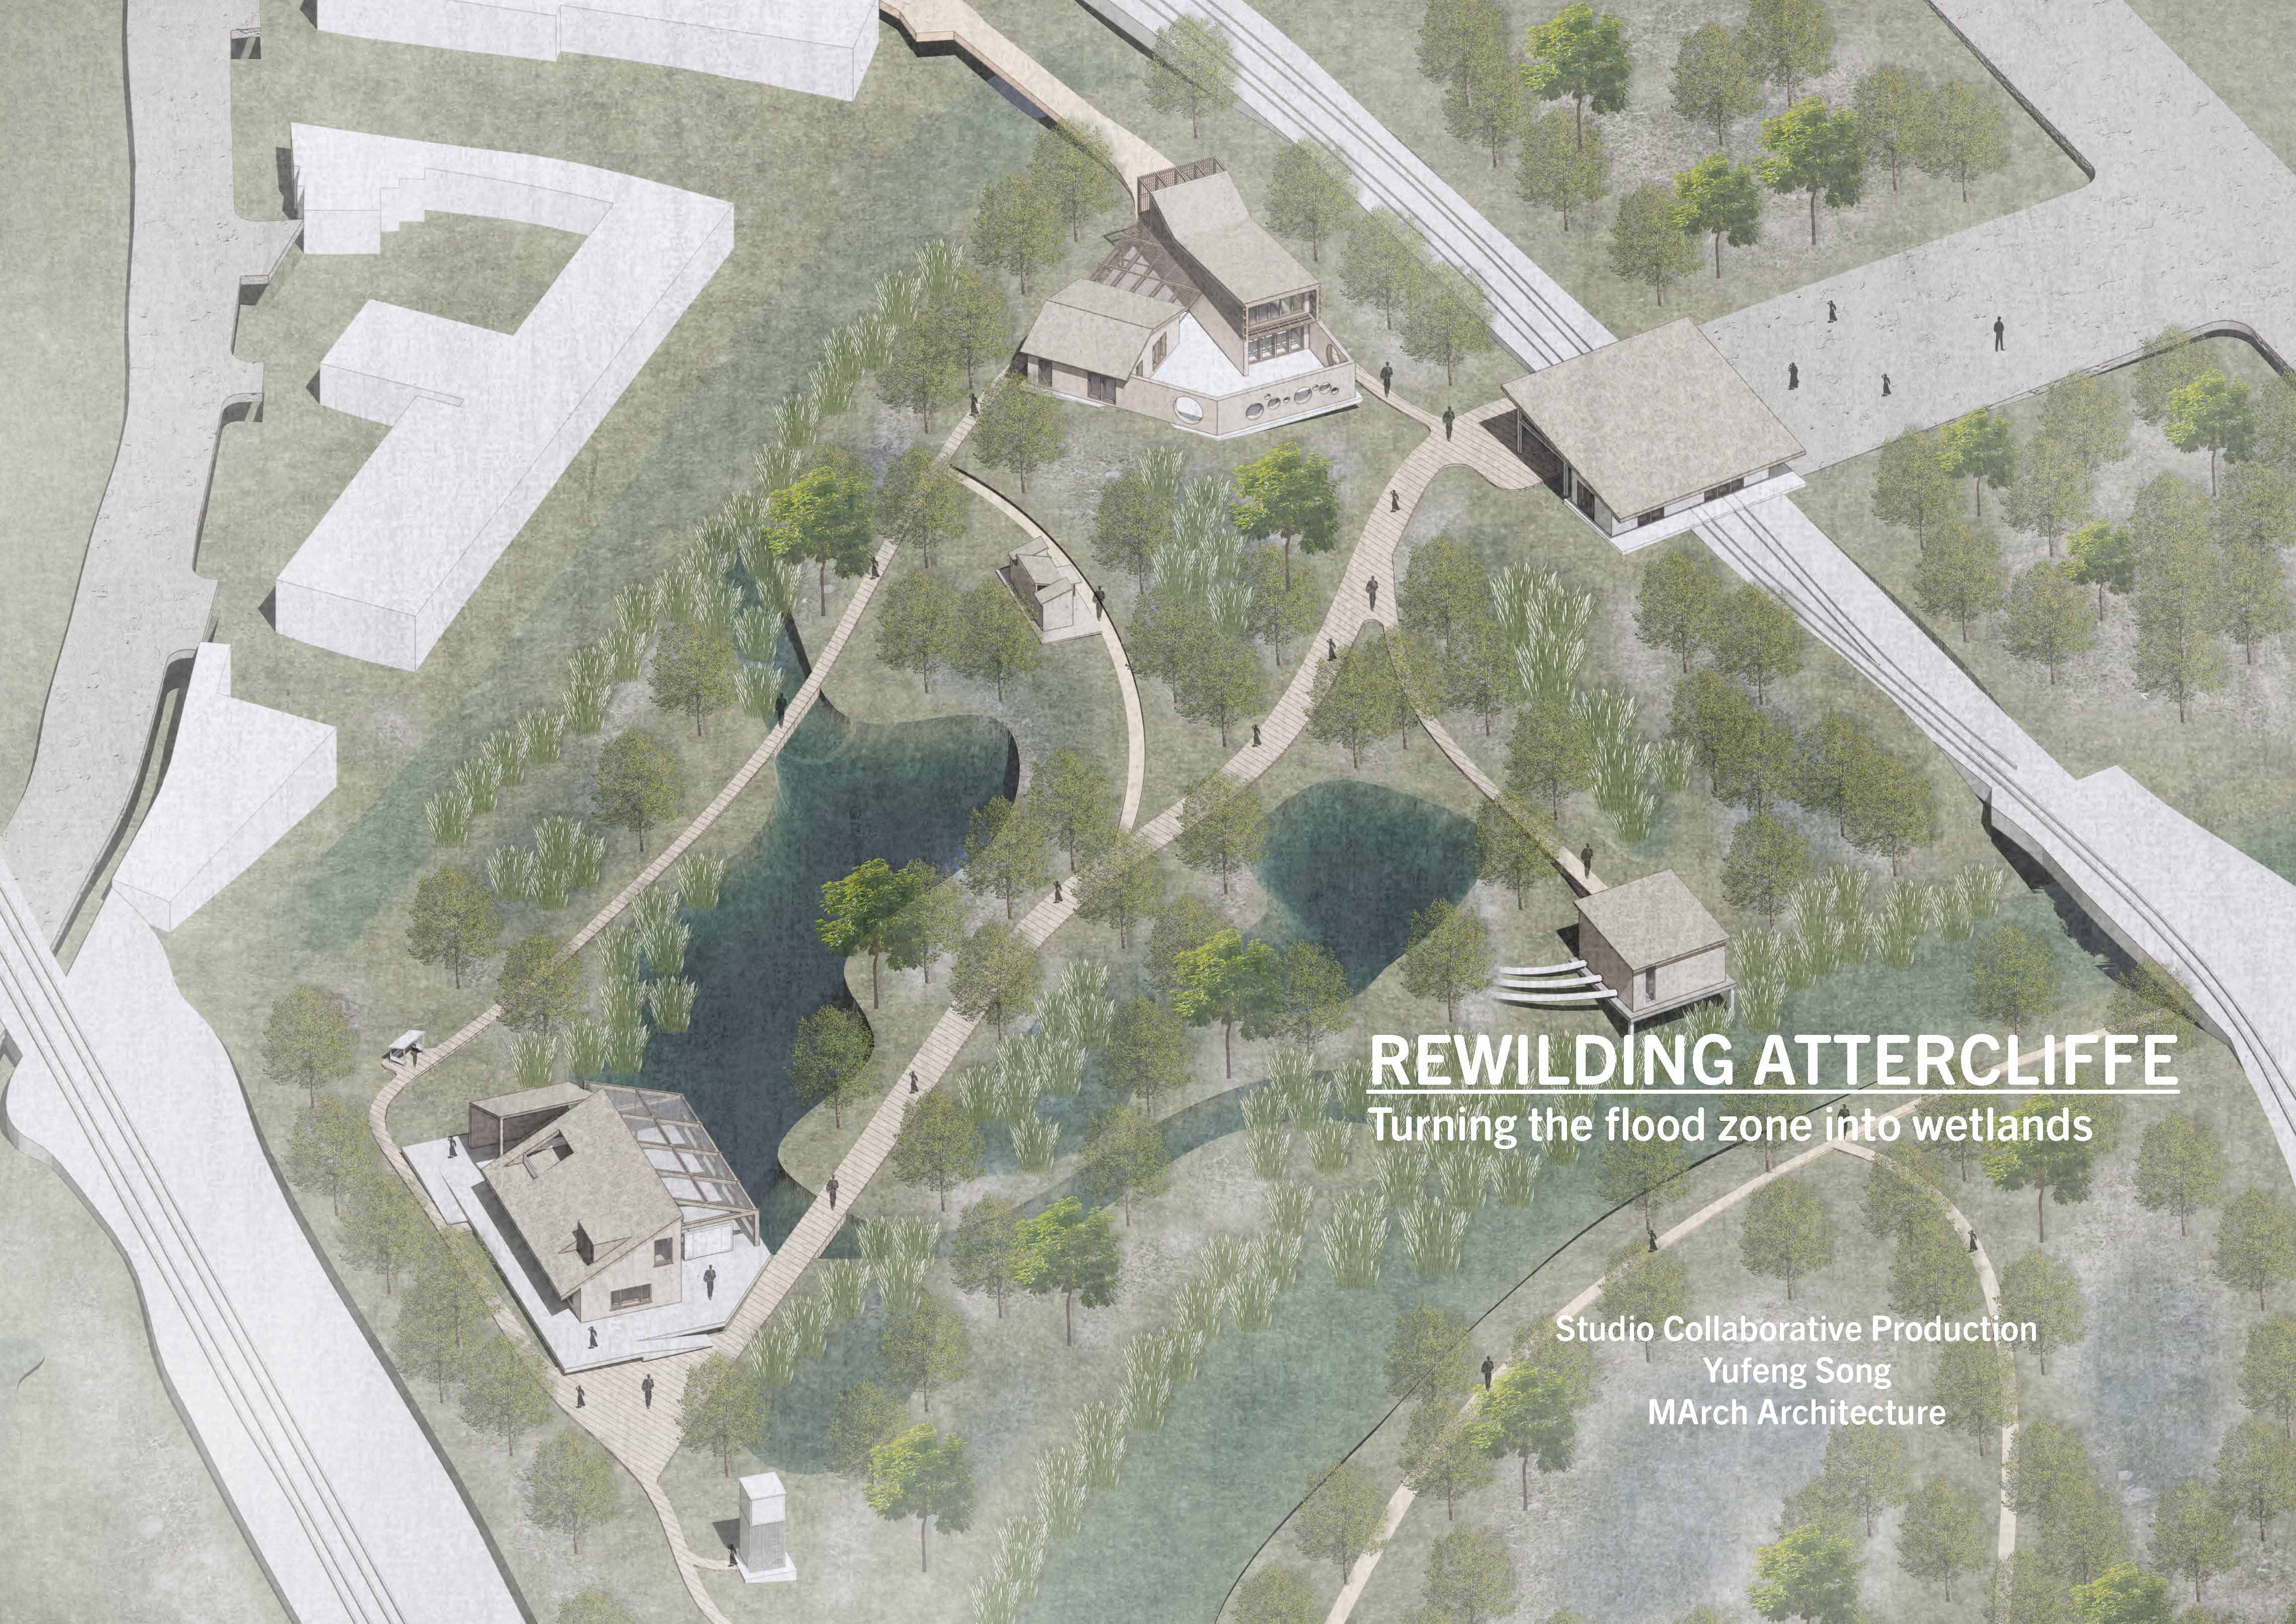 REWILDING ATTERCLIFFE
Turning the flood zone into wetlands
Studio Collaborative Production
Yufeng Song
MArch Architecture